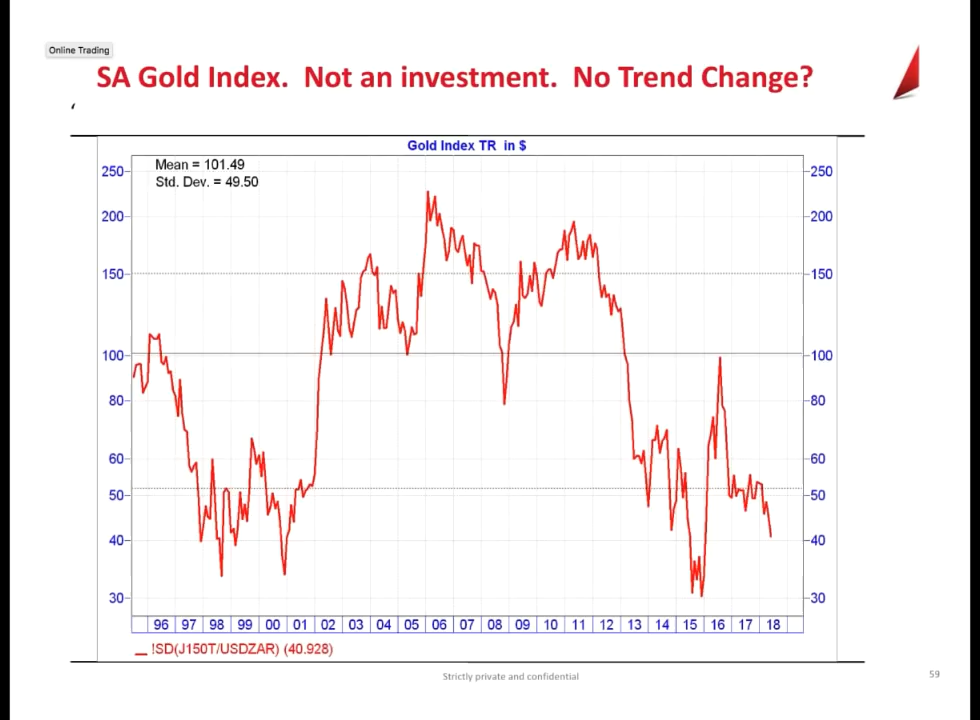 Online Trading
SA Gold Index.  Not an investment.  No Trend Change?
‘
Gold Index TR  in $
Mean = 101.49
Std. Dev. = 49.50
250 250
200 200
150 150
100 100
80 80
60 60
50 50
40 40
30 30
96 97 98 99 00 01 02 03 04 05 06 07 08 09 10 11 12 13 14 15 16 17 18
!SD(J150T/USDZAR) (40.928)
Strictly private and confidential
59